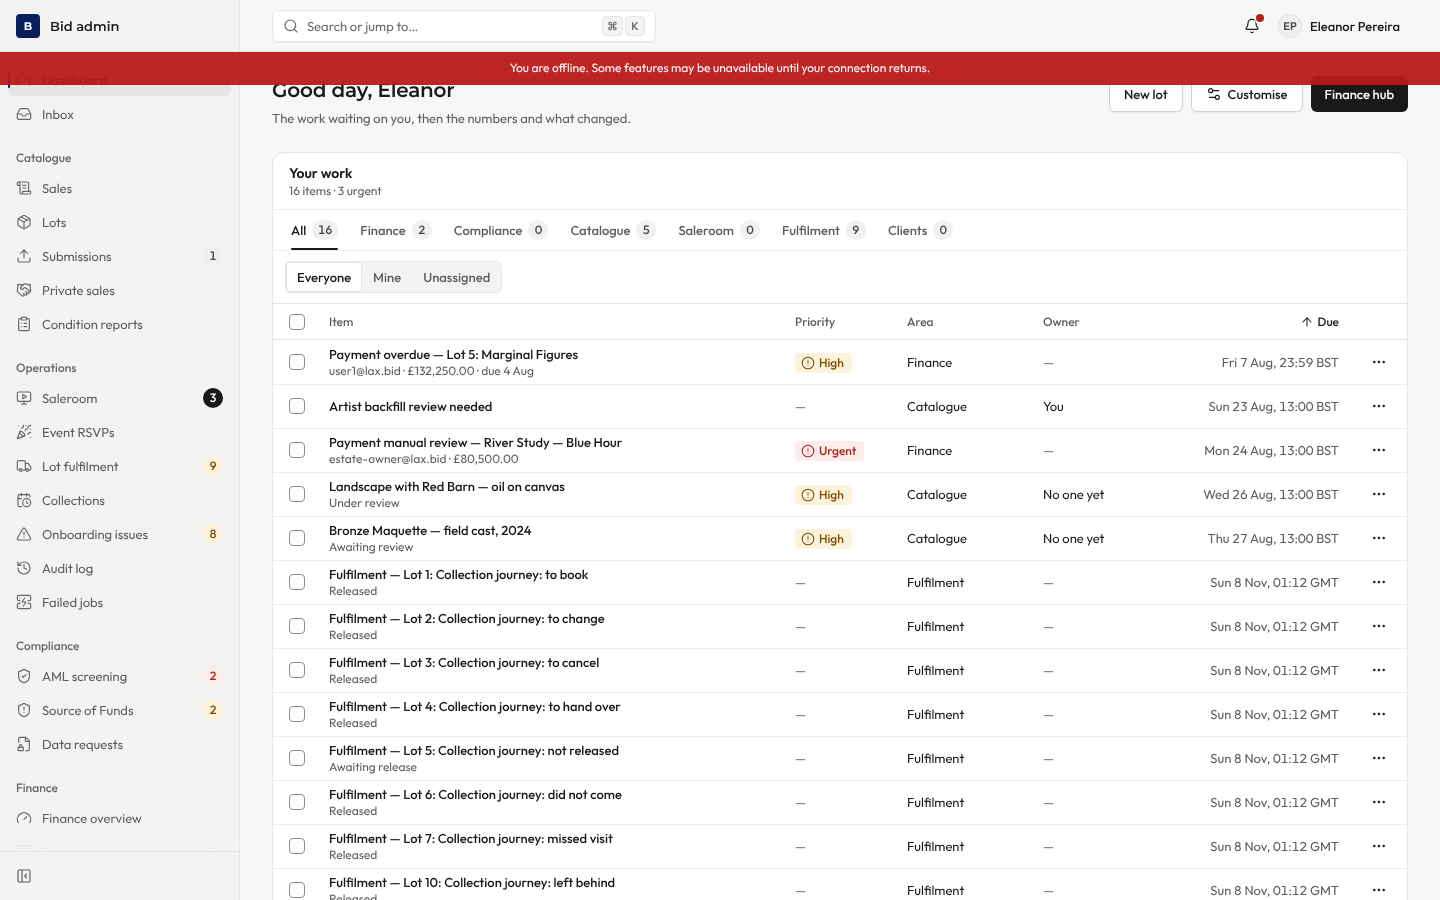 B Bid admin
Search or jump to… ⌘ K
EP Eleanor Pereira
You are offline. Some features may be unavailable until your connection returns.
Dashboard
Inbox
Catalogue
Sales
Lots
Submissions 1
Private sales
Condition reports
Operations
Saleroom 3
Event RSVPs
Lot fulfilment 9
Collections
Onboarding issues 8
Audit log
Failed jobs
Compliance
AML screening 2
Source of Funds 2
Data requests
Finance
Finance overview
Good day, Eleanor
The work waiting on you, then the numbers and what changed.
New lot Customise Finance hub
Your work
16 items · 3 urgent
All 16 Finance 2 Compliance 0 Catalogue 5 Saleroom 0 Fulfilment 9 Clients 0
Everyone Mine Unassigned
Item Priority Area Owner ↑ Due
Payment overdue — Lot 5: Marginal Figures
user1@lax.bid · £132,250.00 · due 4 Aug
High Finance — Fri 7 Aug, 23:59 BST
Artist backfill review needed — Catalogue You Sun 23 Aug, 13:00 BST
Payment manual review — River Study — Blue Hour
estate-owner@lax.bid · £80,500.00
Urgent Finance — Mon 24 Aug, 13:00 BST
Landscape with Red Barn — oil on canvas
Under review
High Catalogue No one yet Wed 26 Aug, 13:00 BST
Bronze Maquette — field cast, 2024
Awaiting review
High Catalogue No one yet Thu 27 Aug, 13:00 BST
Fulfilment — Lot 1: Collection journey: to book
Released
— Fulfilment — Sun 8 Nov, 01:12 GMT
Fulfilment — Lot 2: Collection journey: to change
Released
— Fulfilment — Sun 8 Nov, 01:12 GMT
Fulfilment — Lot 3: Collection journey: to cancel
Released
— Fulfilment — Sun 8 Nov, 01:12 GMT
Fulfilment — Lot 4: Collection journey: to hand over
Released
— Fulfilment — Sun 8 Nov, 01:12 GMT
Fulfilment — Lot 5: Collection journey: not released
Awaiting release
— Fulfilment — Sun 8 Nov, 01:12 GMT
Fulfilment — Lot 6: Collection journey: did not come
Released
— Fulfilment — Sun 8 Nov, 01:12 GMT
Fulfilment — Lot 7: Collection journey: missed visit
Released
— Fulfilment — Sun 8 Nov, 01:12 GMT
Fulfilment — Lot 10: Collection journey: left behind
Released
— Fulfilment — Sun 8 Nov, 01:12 GMT